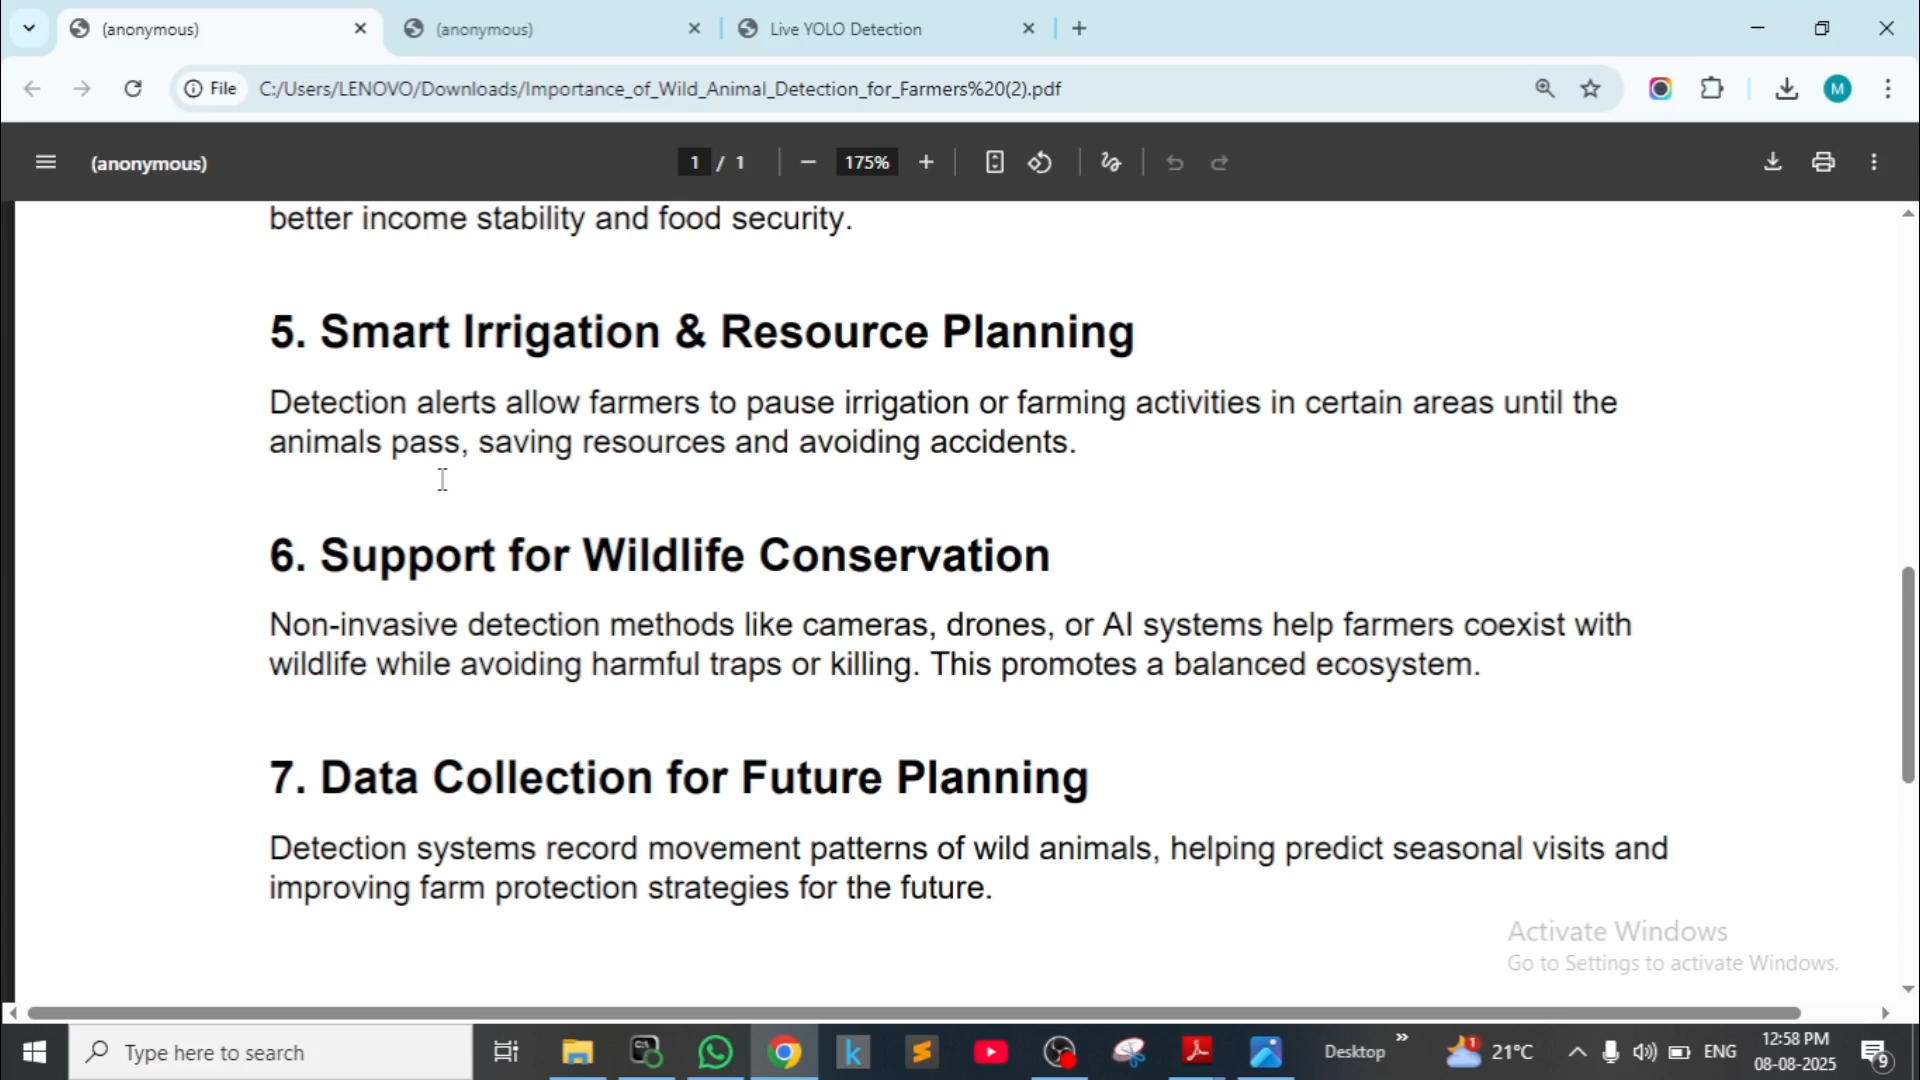 (anonymous)
(anonymous)
Live YOLO Detection
File
C:/Users/LENOVO/Downloads/Importance_of_Wild_Animal_Detection_for_Farmers%20(2).pdf
M
(anonymous)
1 / 1
175%
better income stability and food security.
5. Smart Irrigation & Resource Planning
Detection alerts allow farmers to pause irrigation or farming activities in certain areas until the
animals pass, saving resources and avoiding accidents.
6. Support for Wildlife Conservation
Non-invasive detection methods like cameras, drones, or AI systems help farmers coexist with
wildlife while avoiding harmful traps or killing. This promotes a balanced ecosystem.
7. Data Collection for Future Planning
Detection systems record movement patterns of wild animals, helping predict seasonal visits and
improving farm protection strategies for the future.
Activate Windows
Go to Settings to activate Windows.
Type here to search
C:\
k
Desktop
1
21°C
ENG
12:58 PM
08-08-2025
9